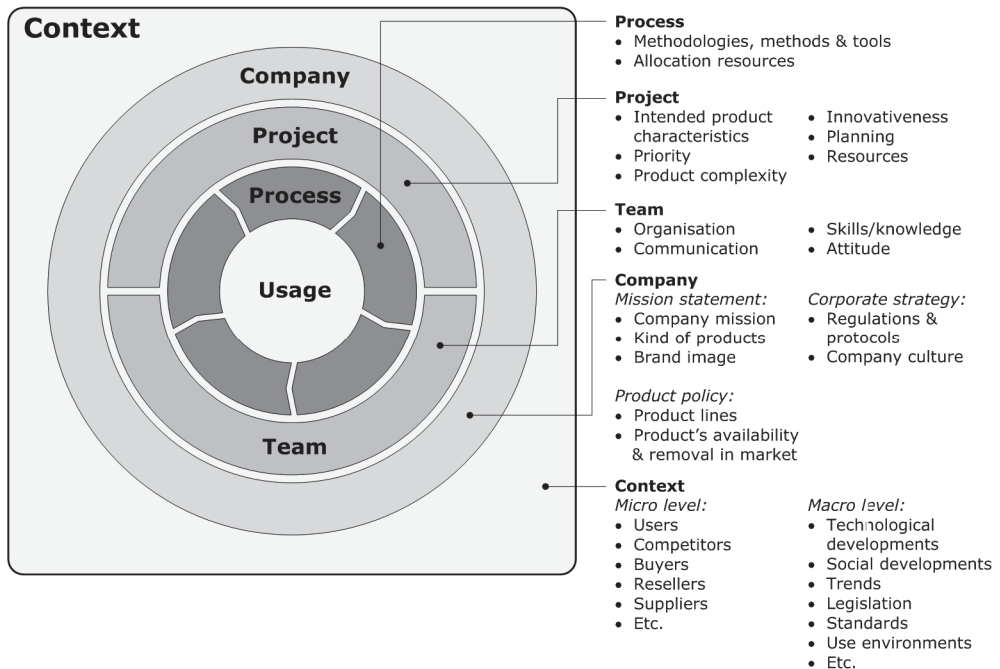 Context
Company
Project
Process
Usage
Team
Process
• Methodologies, methods & tools
• Allocation resources
Project
• Intended product
characteristics
• Priority
• Product complexity
• Innovativeness
• Planning
• Resources
Team
• Organisation
• Communication
• Skills/knowledge
• Attitude
Company
Mission statement:
• Company mission
• Kind of products
• Brand image
Corporate strategy:
• Regulations &
protocols
• Company culture
Product policy:
• Product lines
• Product's availability
& removal in market
Context
Micro level:
• Users
• Competitors
• Buyers
• Resellers
• Suppliers
• Etc.
Macro level:
• Technological
developments
• Social developments
• Trends
• Legislation
• Standards
• Use environments
• Etc.